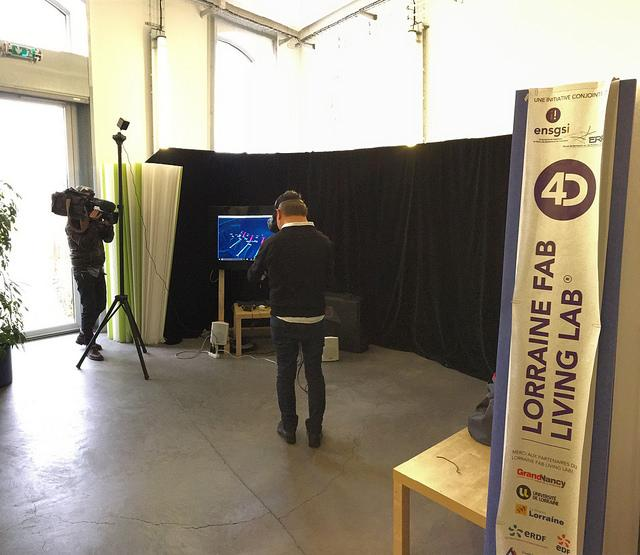 UNE INITIATIVE CONJOINTE
ensgsi
4D
LORRAINE FAB
LIVING LAB®
MERCI AUX PARTENAIRES DU
LORRAINE FAB LIVING LAB!
GrandNancy
UNIVERSITÉ
DE LORRAINE
Lorraine
eRDF
eDF